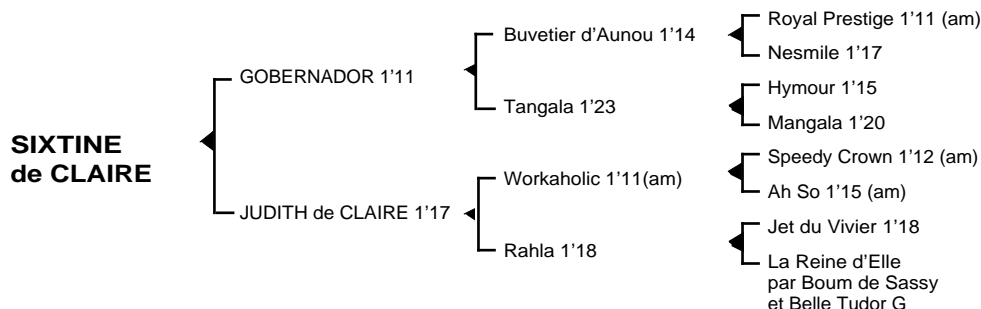 SIXTINE
de CLAIRE
GOBERNADOR 1’11
JUDITH de CLAIRE 1’17
Buvetier d’Aunou 1’14
Tangala 1’23
Workaholic 1’11(am)
Rahla 1’18
Royal Prestige 1’11 (am)
Nesmile 1’17
Hymour 1’15
Mangala 1’20
Speedy Crown 1’12 (am)
Ah So 1’15 (am)
Jet du Vivier 1’18
La Reine d’Elle
par Boum de Sassy
et Belle Tudor G